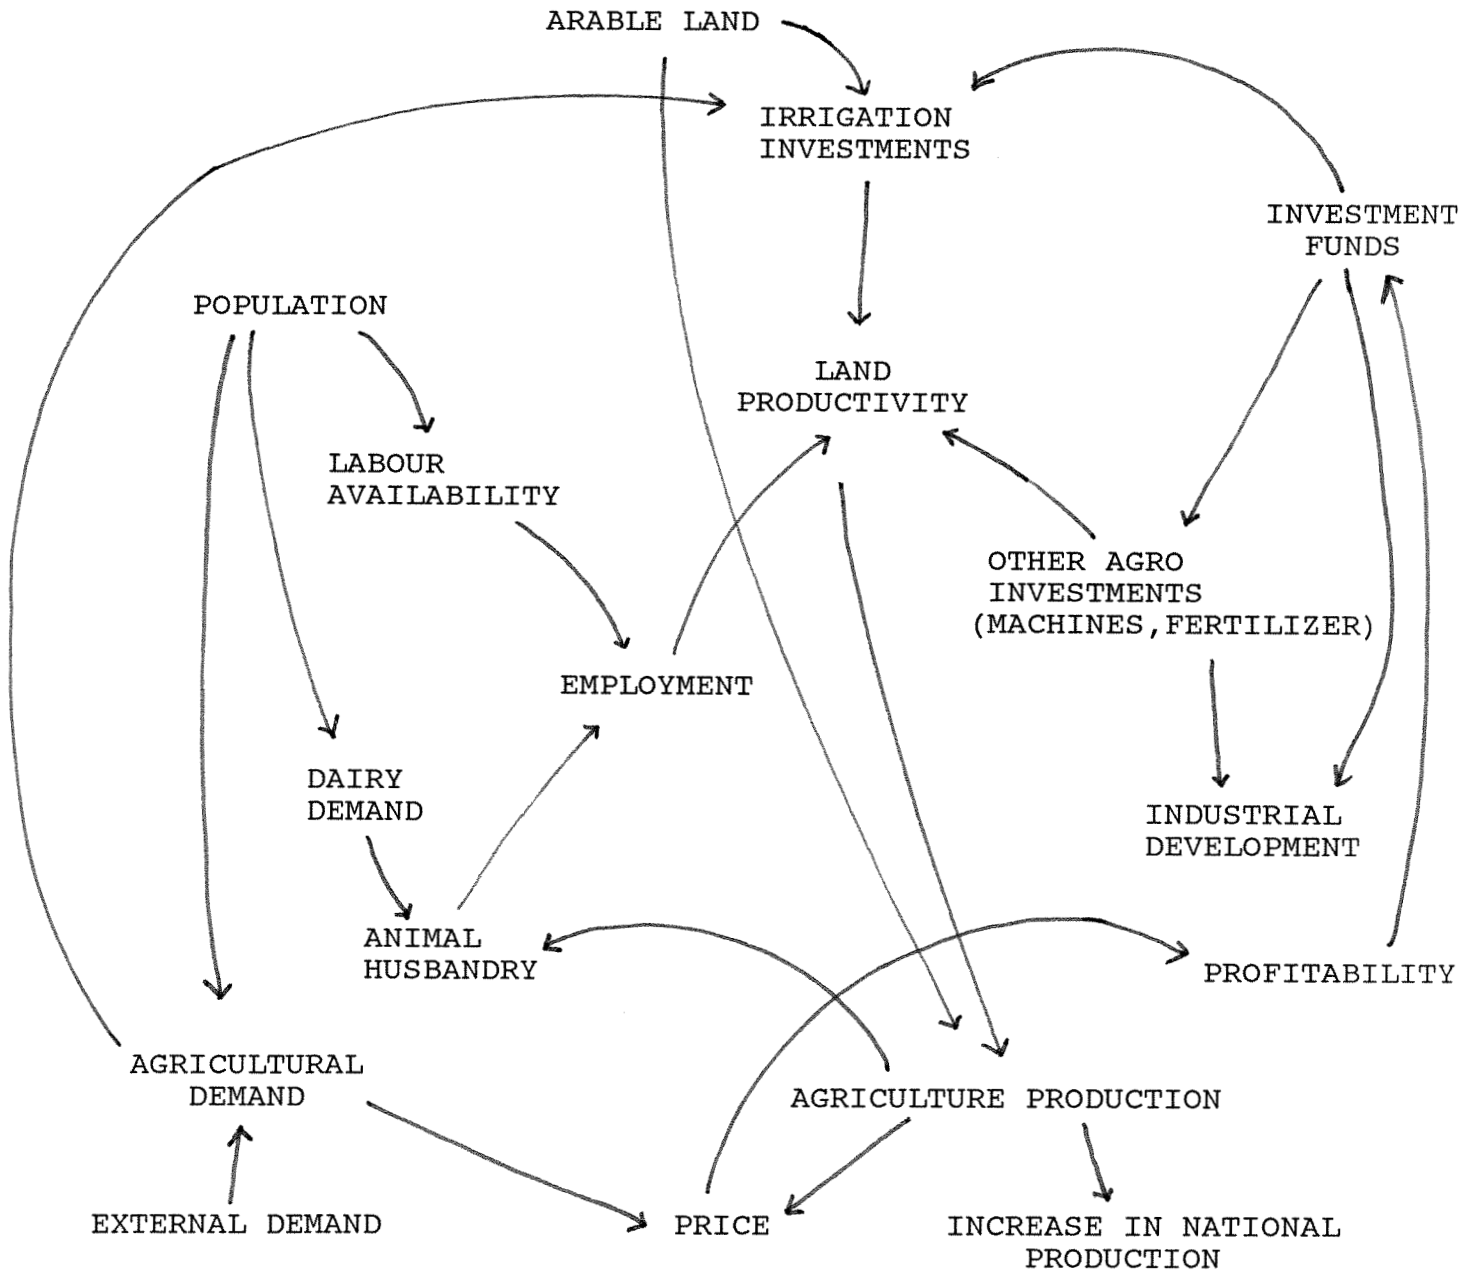 ARABLE LAND
IRRIGATION
INVESTMENTS
INVESTMENT
FUNDS
POPULATION
LAND
PRODUCTIVITY
LABOUR
AVAILABILITY
OTHER AGRO
INVESTMENTS
(MACHINES,FERTILIZER)
EMPLOYMENT
DAIRY
DEMAND
INDUSTRIAL
DEVELOPMENT
ANIMAL
HUSBANDRY
PROFITABILITY
AGRICULTURAL
DEMAND
AGRICULTURE PRODUCTION
EXTERNAL DEMAND
PRICE
INCREASE IN NATIONAL
PRODUCTION